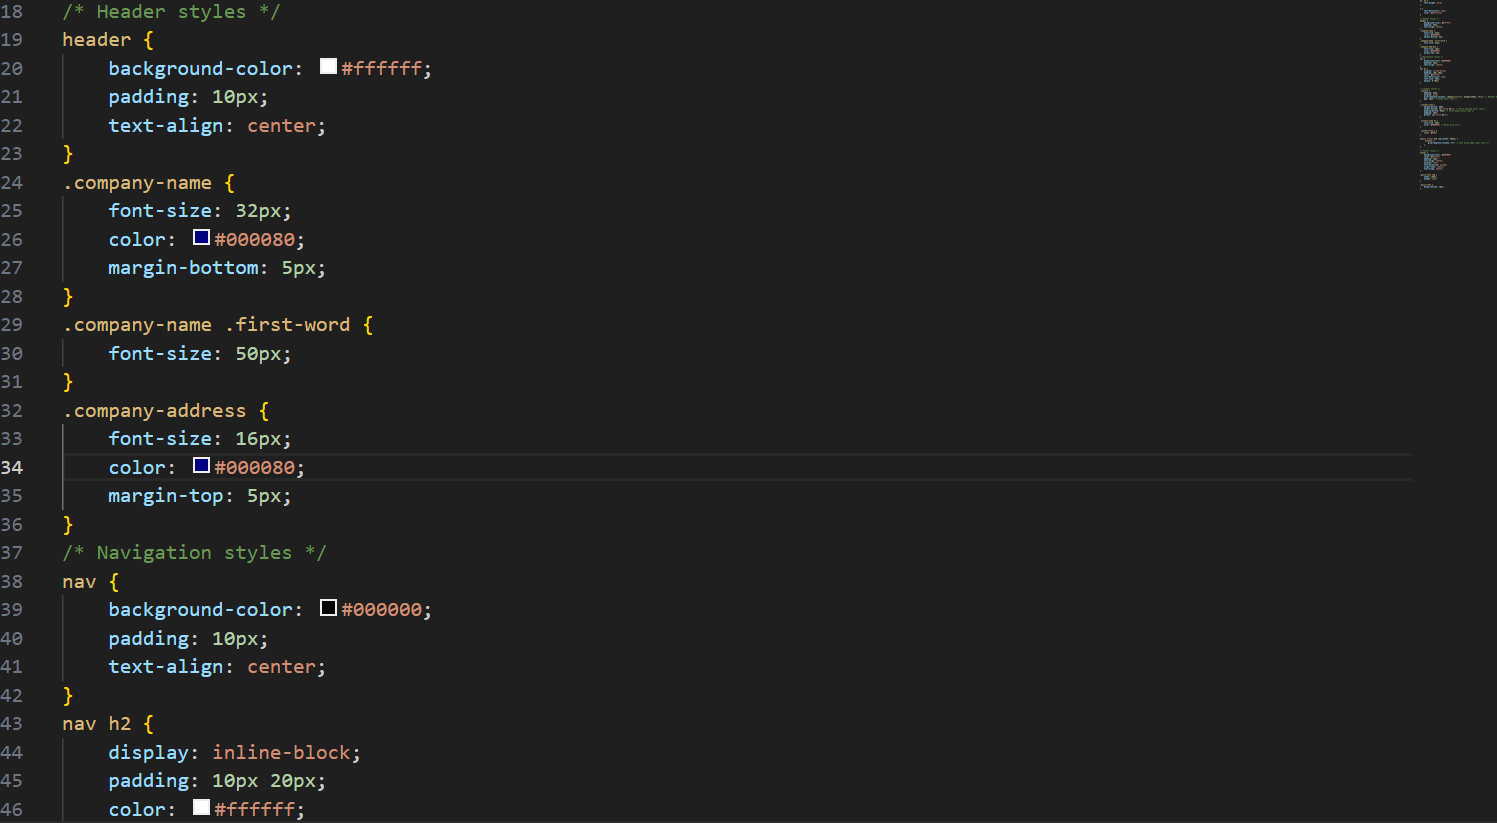 18 /* Header styles */
19 header {
20 background-color: #ffffff;
21 padding: 10px;
22 text-align: center;
23 }
24 .company-name {
25 font-size: 32px;
26 color: #000080;
27 margin-bottom: 5px;
28 }
29 .company-name .first-word {
30 font-size: 50px;
31 }
32 .company-address {
33 font-size: 16px;
34 color: #000080;
35 margin-top: 5px;
36 }
37 /* Navigation styles */
38 nav {
39 background-color: #000000;
40 padding: 10px;
41 text-align: center;
42 }
43 nav h2 {
44 display: inline-block;
45 padding: 10px 20px;
46 color: #ffffff;